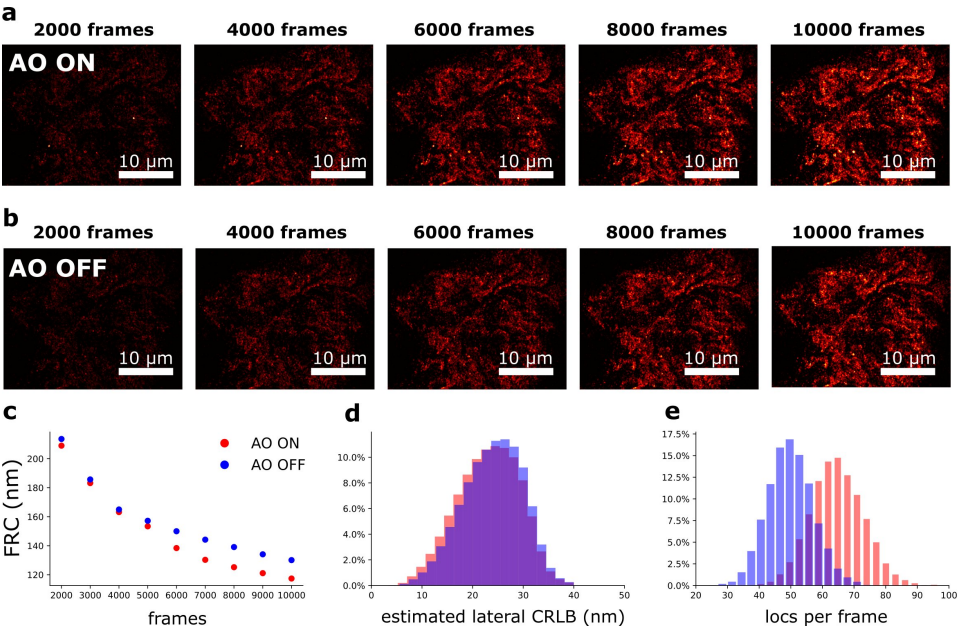 a
2000 frames 4000 frames 6000 frames 8000 frames 10000 frames
AO ON
10 μm 10 μm 10 μm 10 μm 10 μm
b
2000 frames 4000 frames 6000 frames 8000 frames 10000 frames
AO OFF
10 μm 10 μm 10 μm 10 μm 10 μm
c
FRC (nm)
200
180
160
140
120
2000 3000 4000 5000 6000 7000 8000 9000 10000
frames
AO ON
AO OFF
d
10.0%
8.0%
6.0%
4.0%
2.0%
0.0%
0 10 20 30 40 50
estimated lateral CRLB (nm)
e
17.5%
15.0%
12.5%
10.0%
7.5%
5.0%
2.5%
0.0%
20 30 40 50 60 70 80 90 100
locs per frame